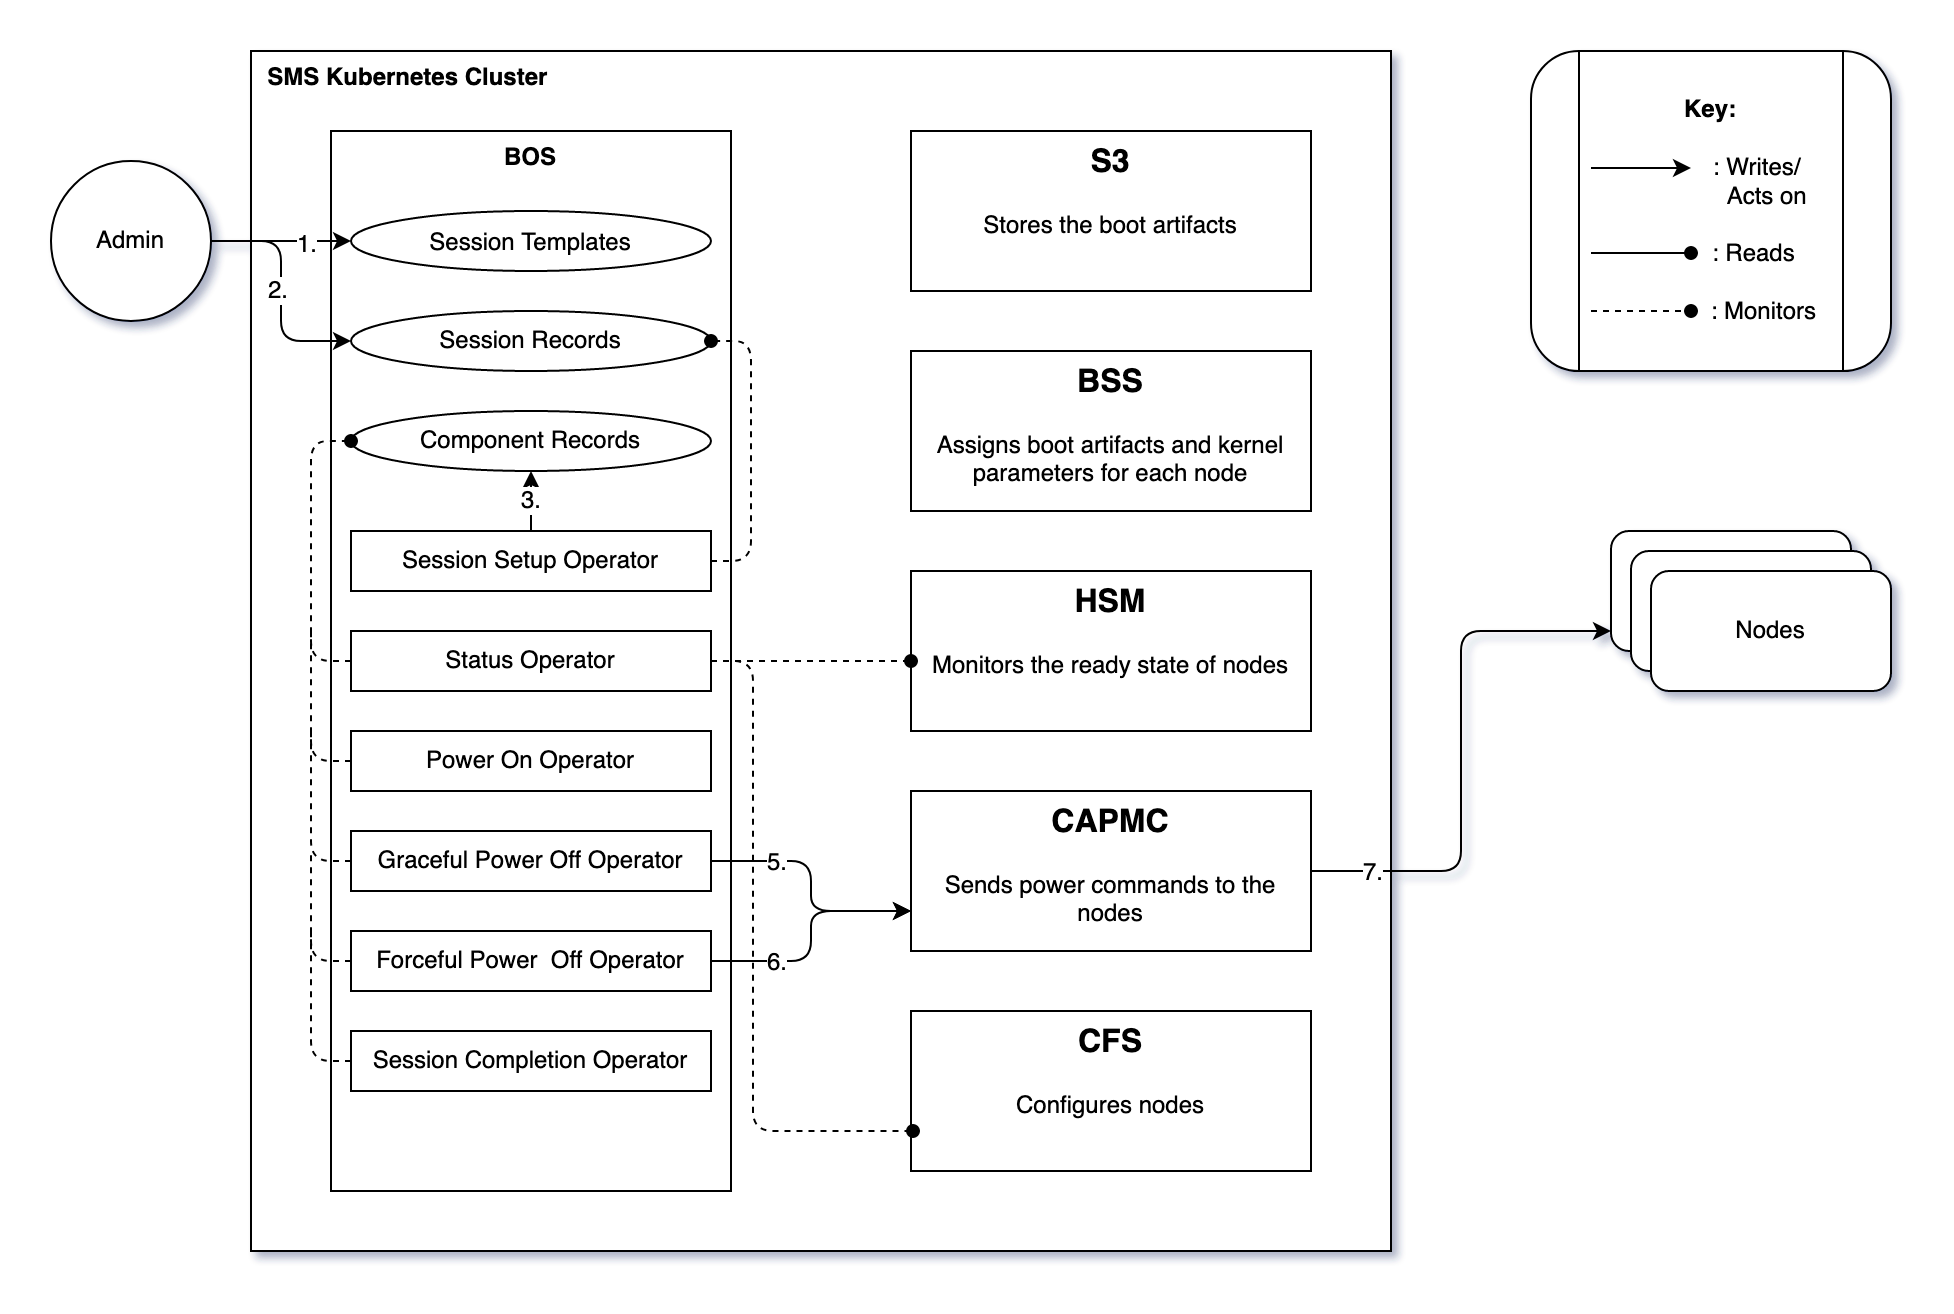 SMS Kubernetes Cluster
BOS
Admin
1.
Session Templates
2.
Session Records
Component Records
3.
Session Setup Operator
Status Operator
Power On Operator
Graceful Power Off Operator
5.
Forceful Power  Off Operator
6.
Session Completion Operator
S3
Stores the boot artifacts
BSS
Assigns boot artifacts and kernel
parameters for each node
HSM
Monitors the ready state of nodes
CAPMC
Sends power commands to the
nodes
7.
CFS
Configures nodes
Key:
: Writes/
Acts on
: Reads
: Monitors
Nodes